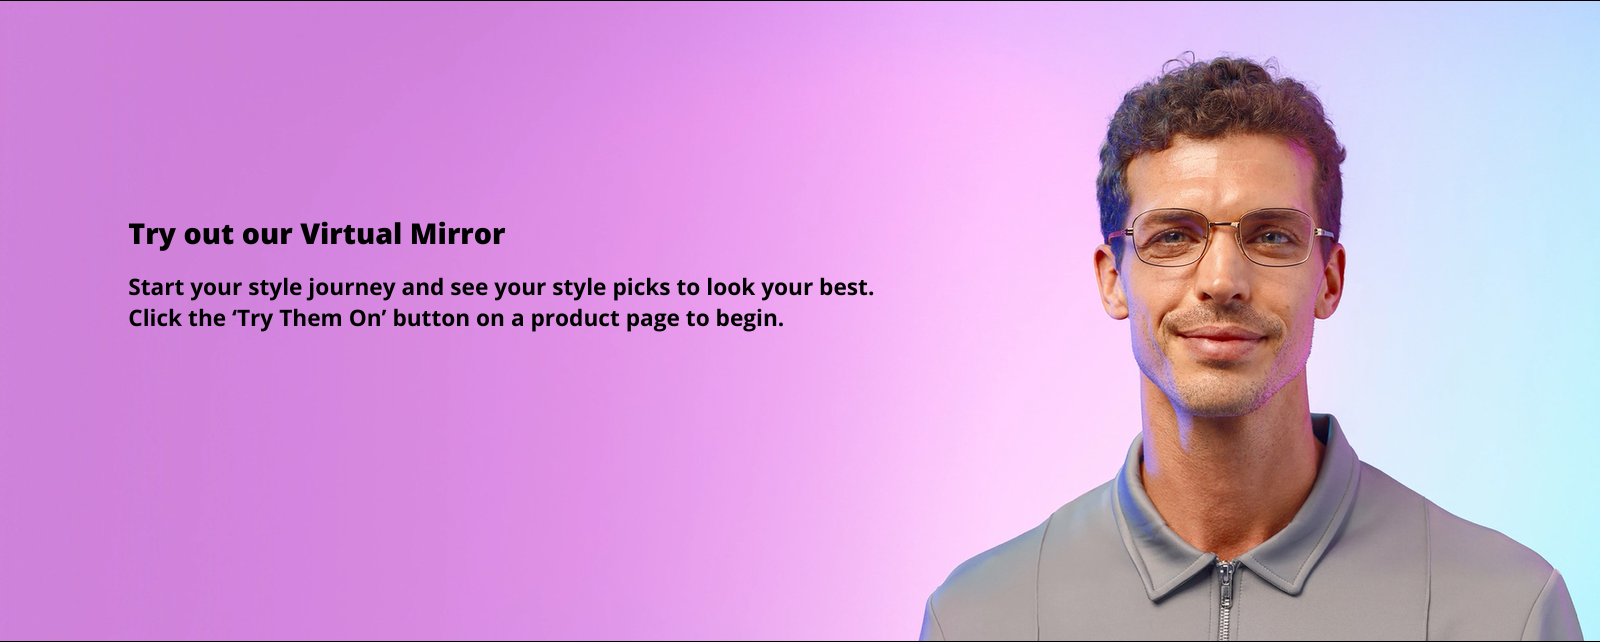 Try out our Virtual Mirror
Start your style journey and see your style picks to look your best.
Click the ‘Try Them On’ button on a product page to begin.